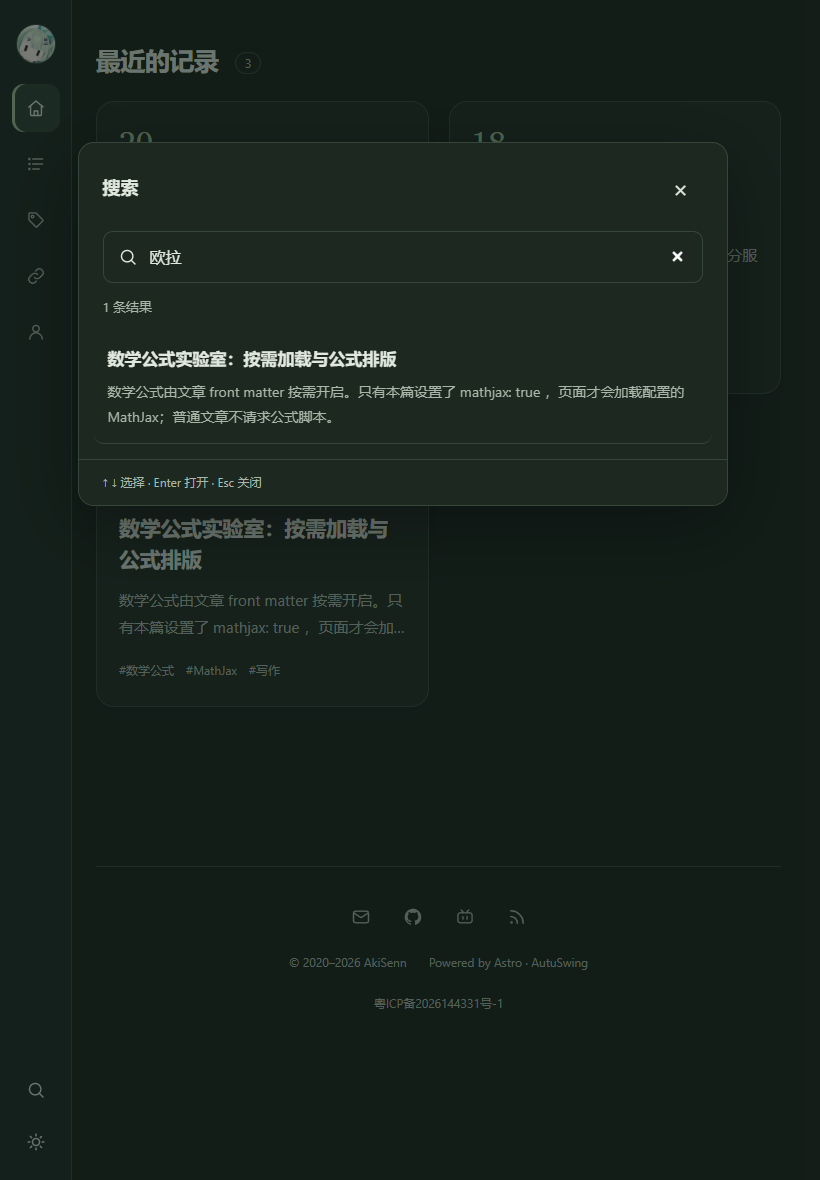 最近的记录 3
20 18
搜索
欧拉
分服
1 条结果
数学公式实验室：按需加载与公式排版
数学公式由文章 front matter 按需开启。只有本篇设置了 mathjax: true ，页面才会加载配置的
MathJax；普通文章不请求公式脚本。
↑↓选择 · Enter 打开 · Esc 关闭
数学公式实验室：按需加载与
公式排版
数学公式由文章 front matter 按需开启。只
有本篇设置了 mathjax: true ，页面才会加...
#数学公式 #MathJax #写作
© 2020–2026 AkiSenn Powered by Astro · AutuSwing
粤ICP备2026144331号-1